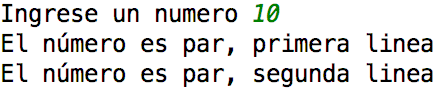 Ingrese un numero 10
El número es par, primera linea
El número es par, segunda linea